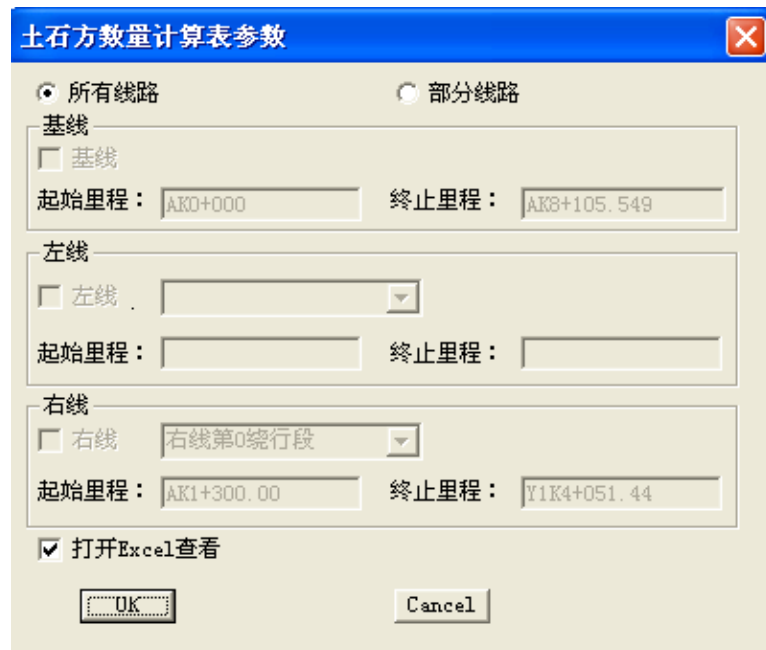 土石方数量计算表参数
所有线路 部分线路
基线
基线
起始里程： AK0+000 终止里程： AK8+105.549
左线
左线 .
起始里程： 终止里程：
右线
右线 右线第0绕行段
起始里程： AK1+300.00 终止里程： Y1K4+051.44
打开Excel查看
OK Cancel